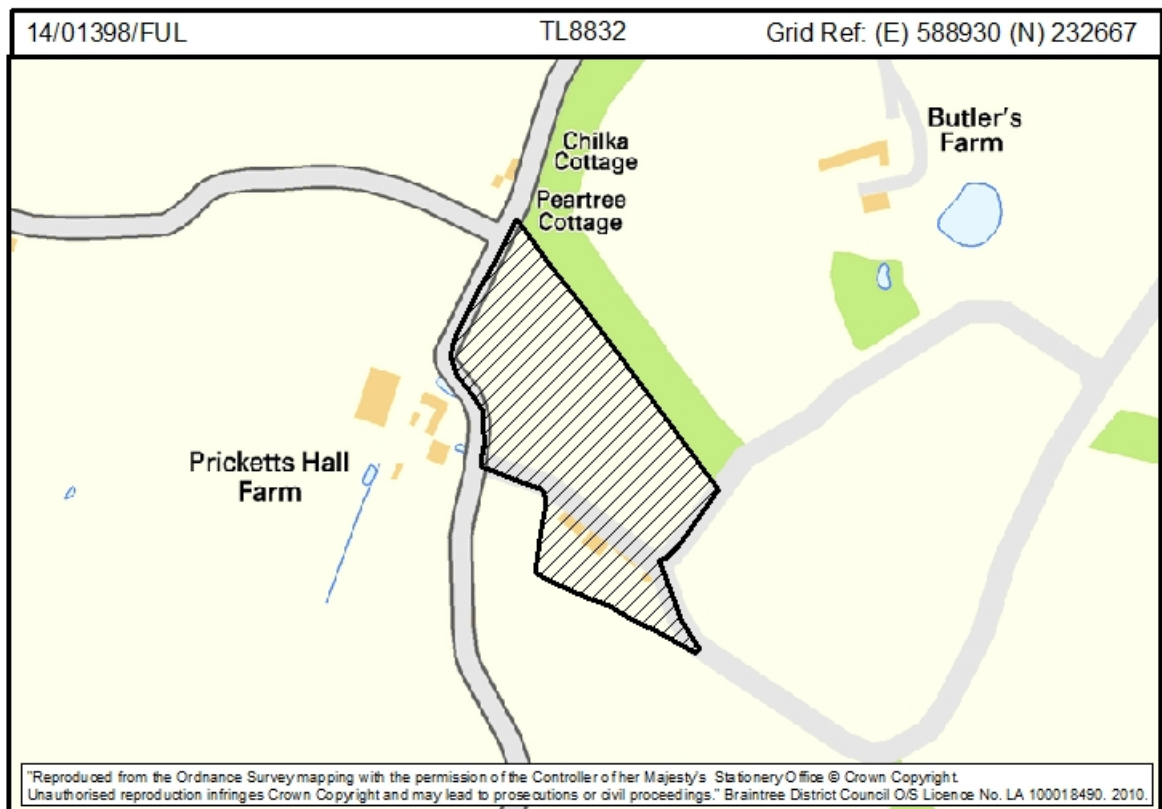 14/01398/FUL TL8832 Grid Ref: (E) 588930 (N) 232667
Butler's
Farm
Chilka
Cottage
Peartree
Cottage
Pricketts Hall
Farm
"Reproduced from the Ordnance Survey mapping with the permission of the Controller of her Majesty's Stationery Office © Crown Copyright.
Unauthorised reproduction infringes Crown Copyright and may lead to prosecutions or civil proceedings." Braintree District Council O/S Licence No. LA 100018490. 2010.